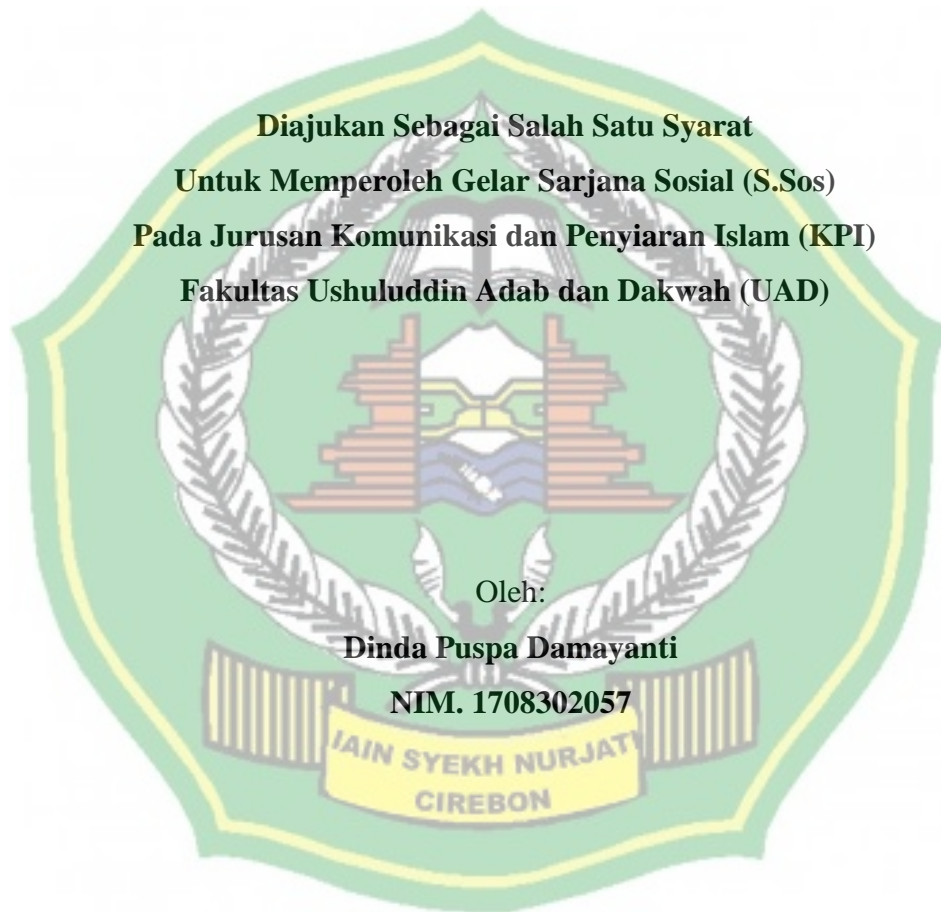 Diajukan Sebagai Salah Satu Syarat
Untuk Memperoleh Gelar Sarjana Sosial (S.Sos)
Pada Jurusan Komunikasi dan Penyiaran Islam (KPI)
Fakultas Ushuluddin Adab dan Dakwah (UAD)
Oleh:
Dinda Puspa Damayanti
NIM. 1708302057
IAIN SYEKH NURJATI
CIREBON